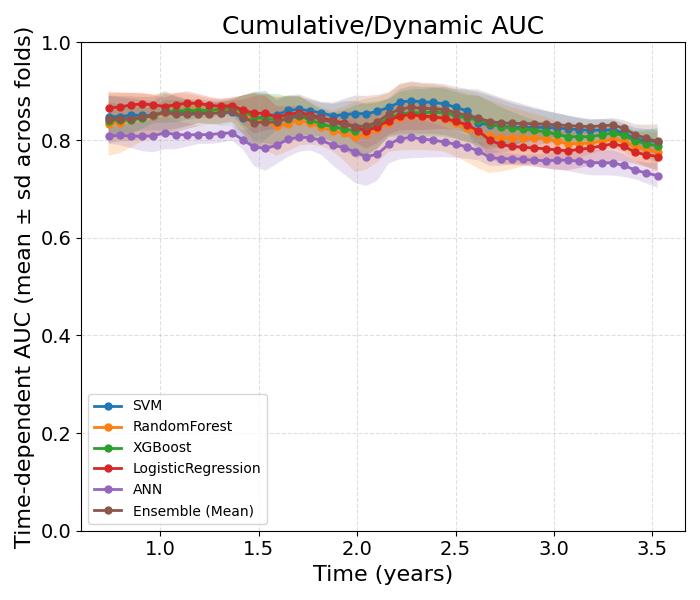 Cumulative/Dynamic AUC
Time-dependent AUC (mean ± sd across folds)
1.0
0.8
0.6
0.4
0.2
0.0
SVM
RandomForest
XGBoost
LogisticRegression
ANN
Ensemble (Mean)
1.0 1.5 2.0 2.5 3.0 3.5
Time (years)